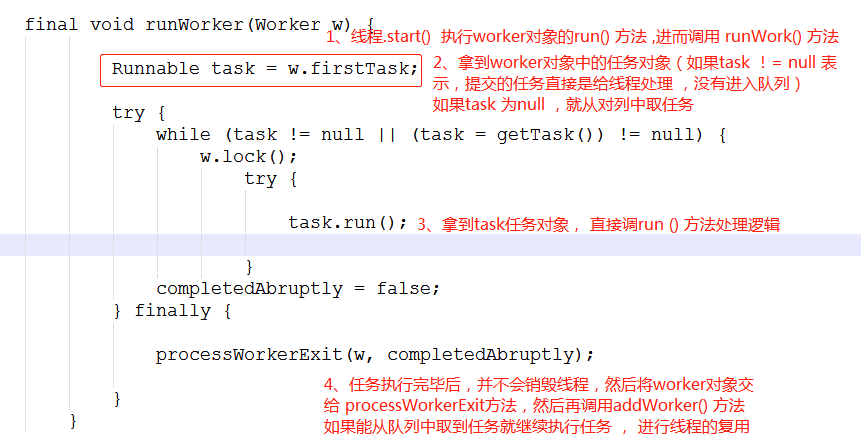 final void runWorker(Worker w) {
1、线程.start() 执行worker对象的run() 方法 ,进而调用 runWork() 方法
Runnable task = w.firstTask;
2、拿到worker对象中的任务对象 ( 如果task ！= null 表
示，提交的任务直接是给线程处理 ，没有进入队列 )
如果task 为null ，就从对列中取任务
try {
while (task != null || (task = getTask()) != null) {
w.lock();
try {
task.run();
3、拿到task任务对象 ，直接调run () 方法处理逻辑
}
completedAbruptly = false;
} finally {
processWorkerExit(w, completedAbruptly);
4、任务执行完毕后，并不会销毁线程，然后将worker对象交
给 processWorkerExit方法，然后再调用addWorker() 方法
如果能从队列中取到任务就继续执行任务 ，进行线程的复用
}
}